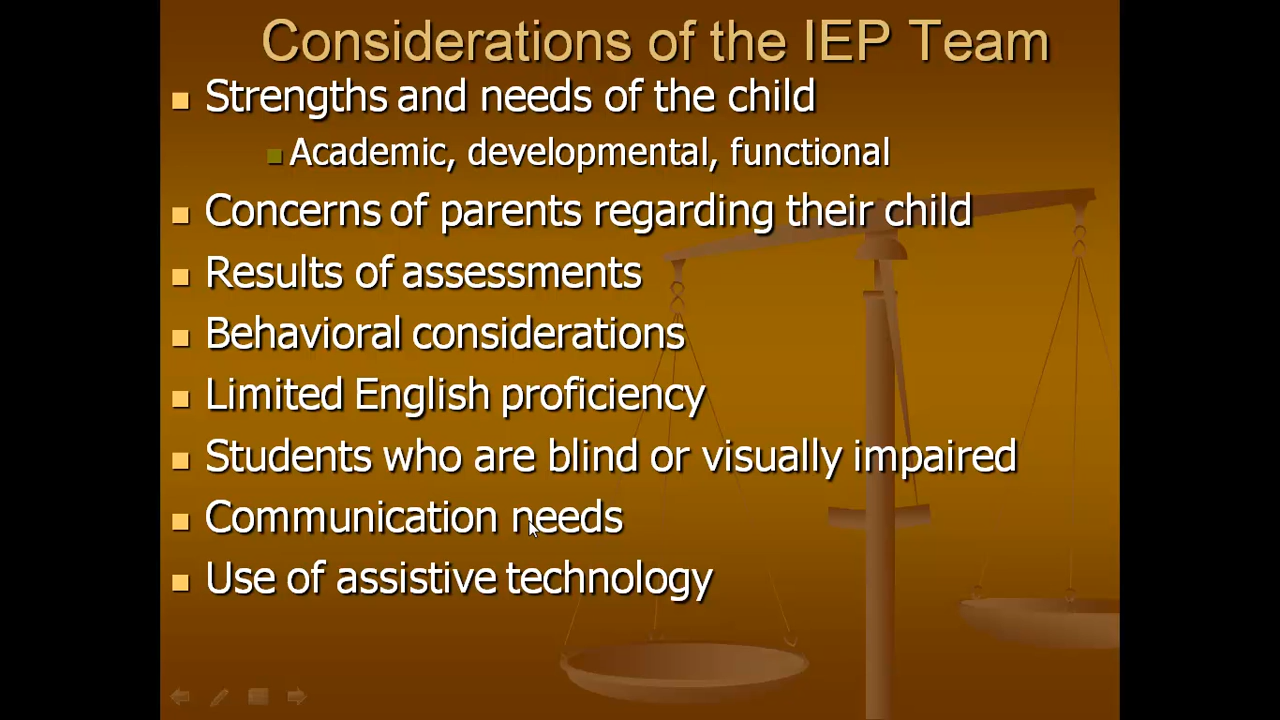 Considerations of the IEP Team
Strengths and needs of the child
Academic, developmental, functional
Concerns of parents regarding their child
Results of assessments
Behavioral considerations
Limited English proficiency
Students who are blind or visually impaired
Communication needs
Use of assistive technology